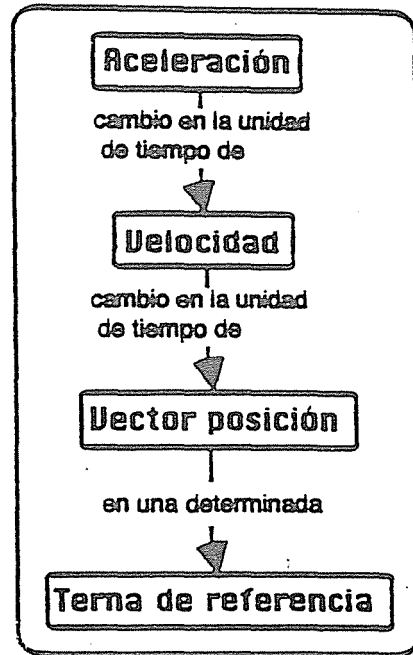 Aceleración
cambio en la unidad
de tiempo de
Velocidad
cambio en la unidad
de tiempo de
Vector posición
en una determinada
Terna de referencia